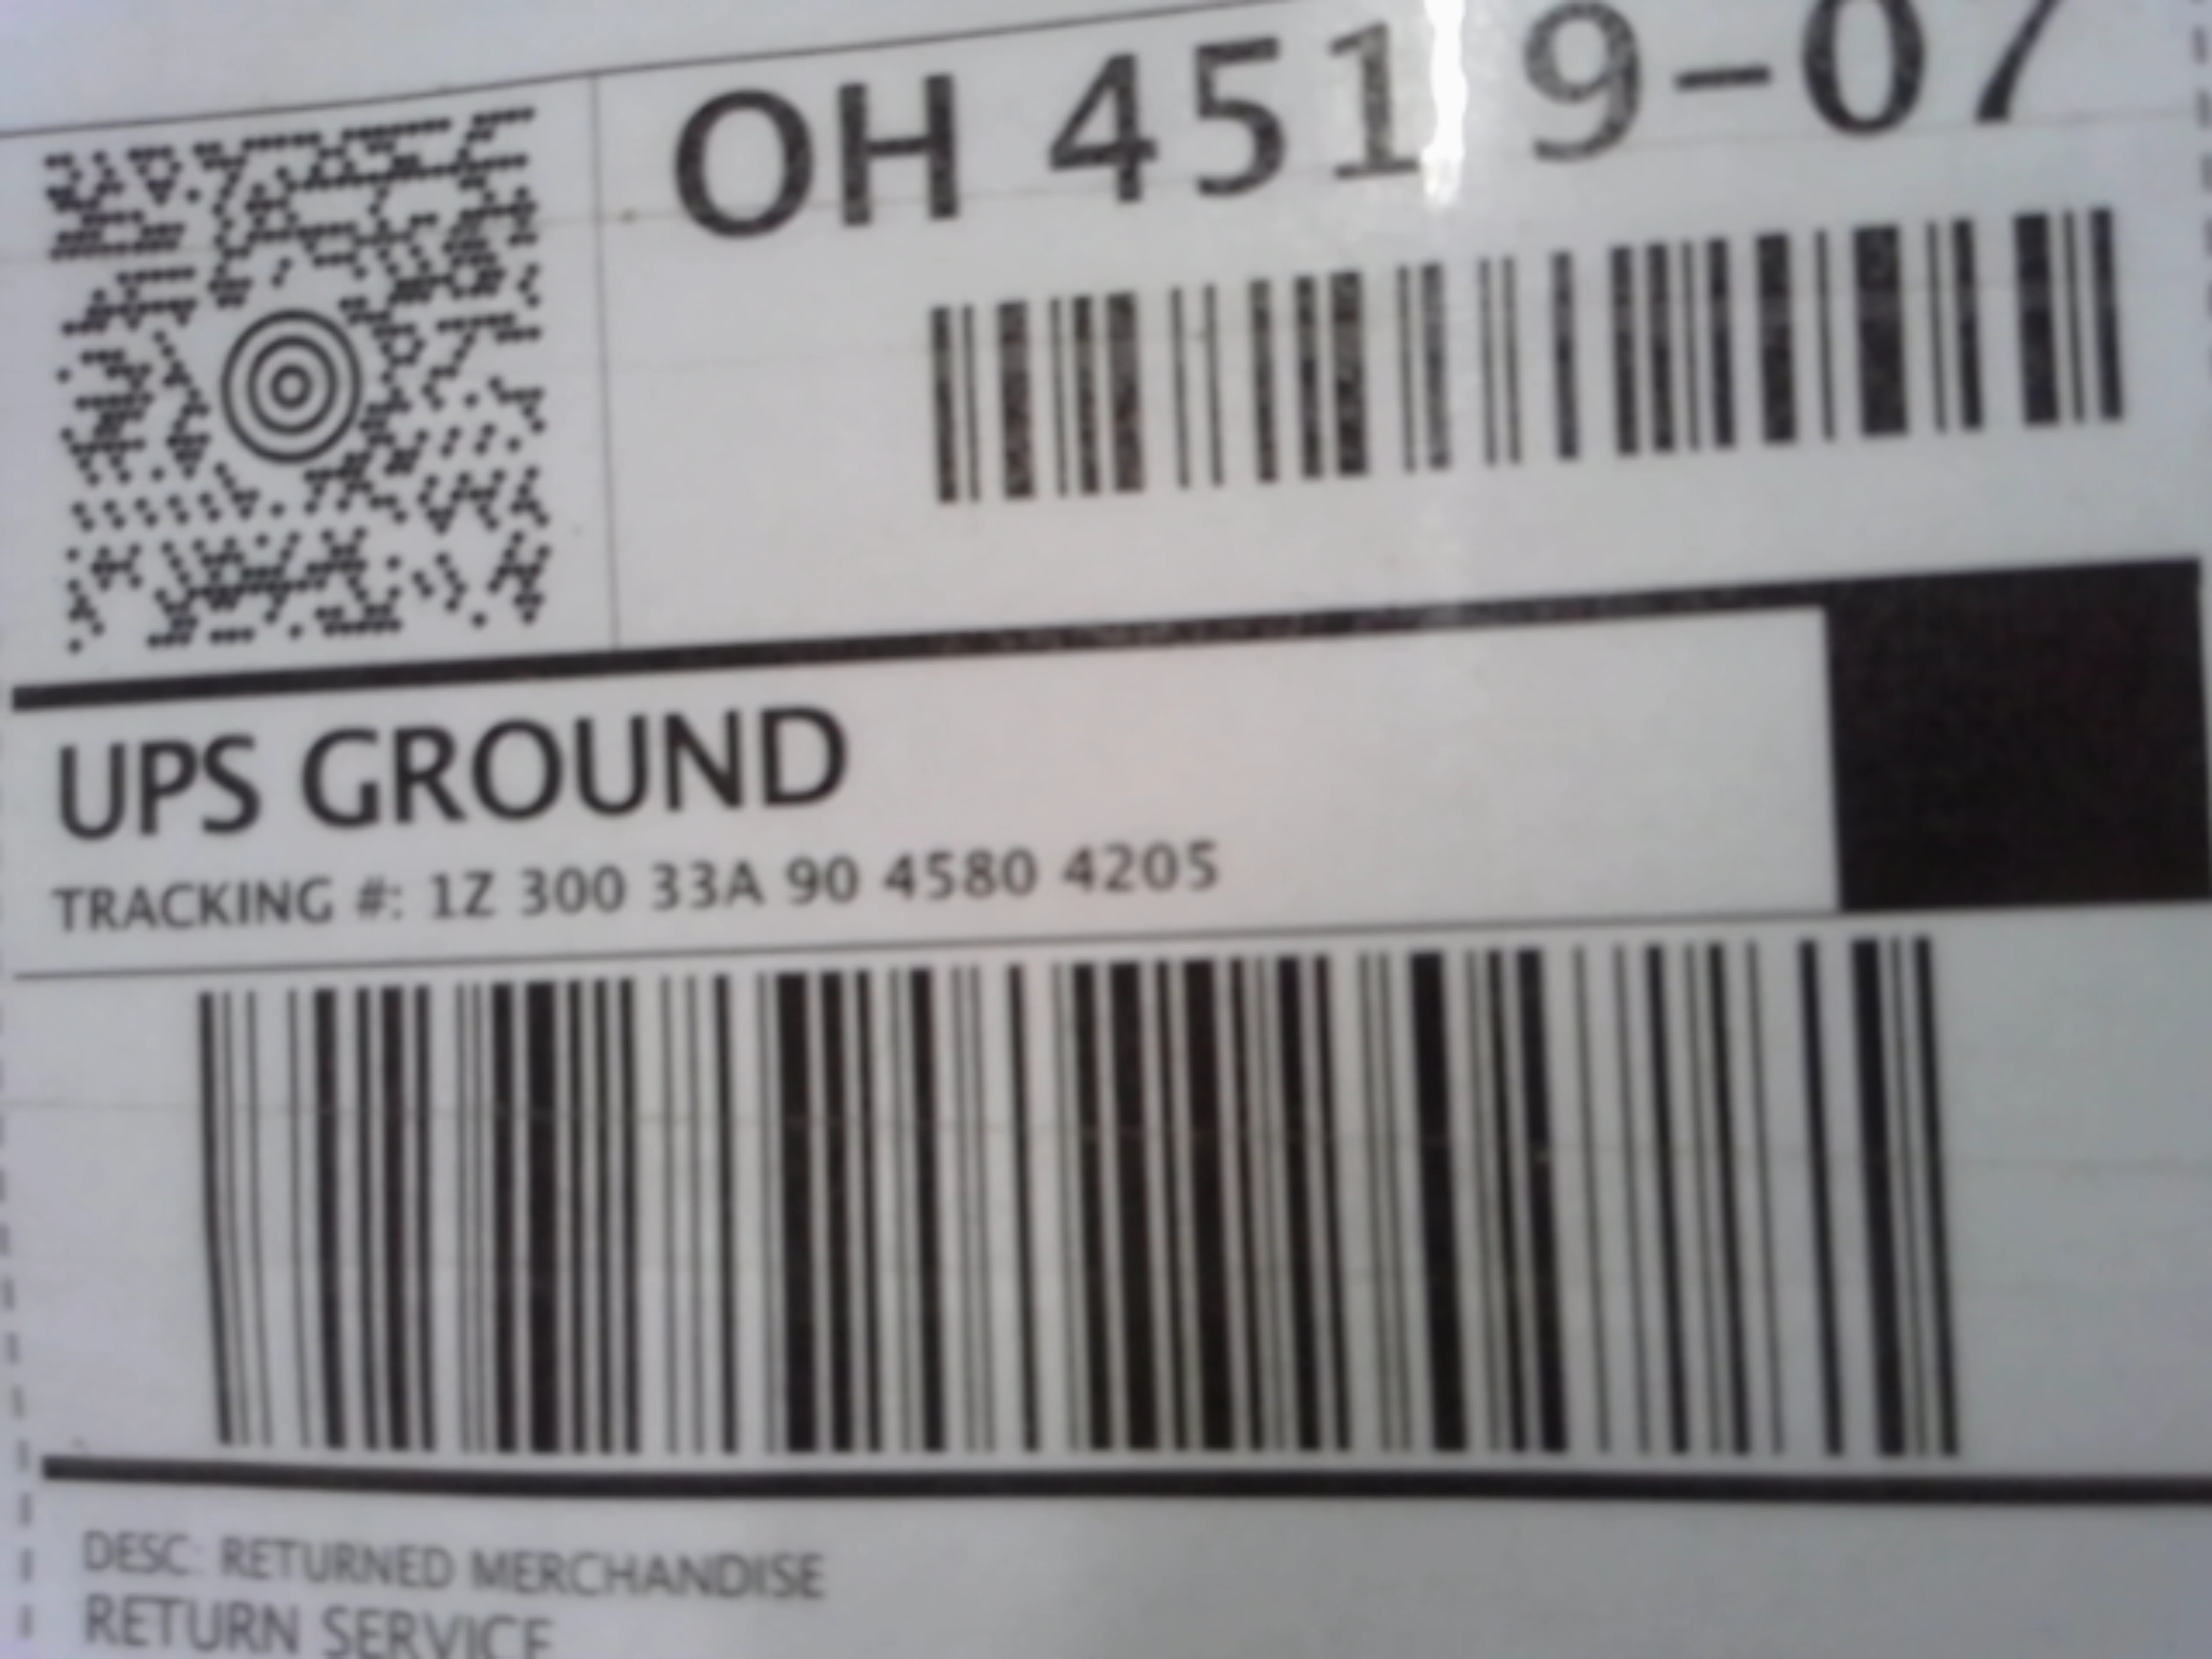 OH 451 9-07
UPS GROUND
TRACKING #: 1Z 300 33A 90 4580 4205
DESC: RETURNED MERCHANDISE
RETURN SERVICE